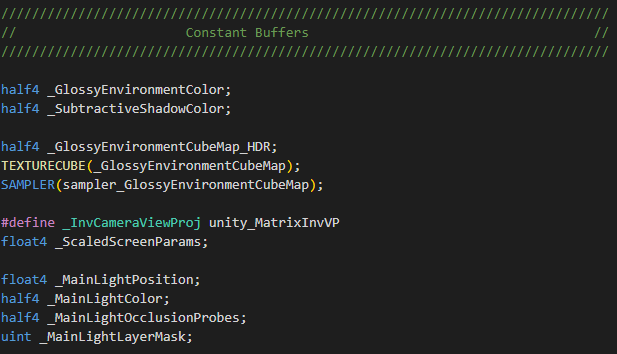 ///////////////////////////////////////////////////////////////////////////////
//                      Constant Buffers                                     //
///////////////////////////////////////////////////////////////////////////////
half4 _GlossyEnvironmentColor;
half4 _SubtractiveShadowColor;
half4 _GlossyEnvironmentCubeMap_HDR;
TEXTURECUBE(_GlossyEnvironmentCubeMap);
SAMPLER(sampler_GlossyEnvironmentCubeMap);
#define _InvCameraViewProj unity_MatrixInvVP
float4 _ScaledScreenParams;
float4 _MainLightPosition;
half4 _MainLightColor;
half4 _MainLightOcclusionProbes;
uint _MainLightLayerMask;